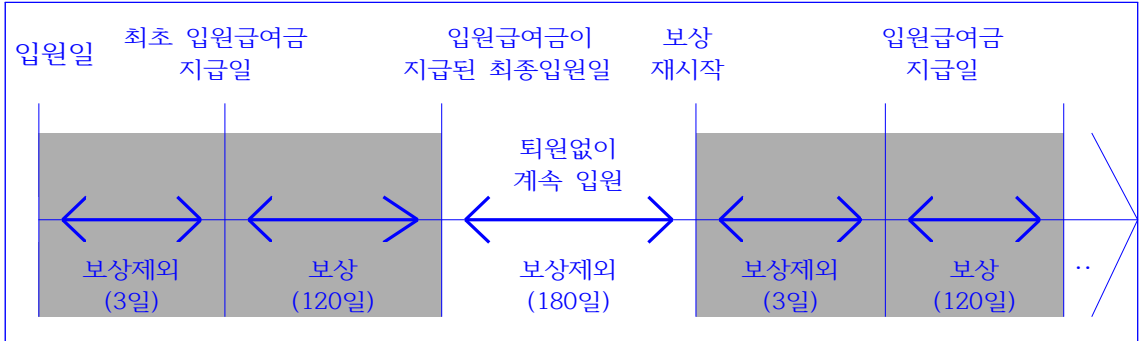 입원일
최초 입원급여금
지급일
입원급여금이
지급된 최종입원일
보상
재시작
입원급여금
지급일
퇴원없이
계속 입원
보상제외
(3일)
보상
(120일)
보상제외
(180일)
보상제외
(3일)
보상
(120일)
..